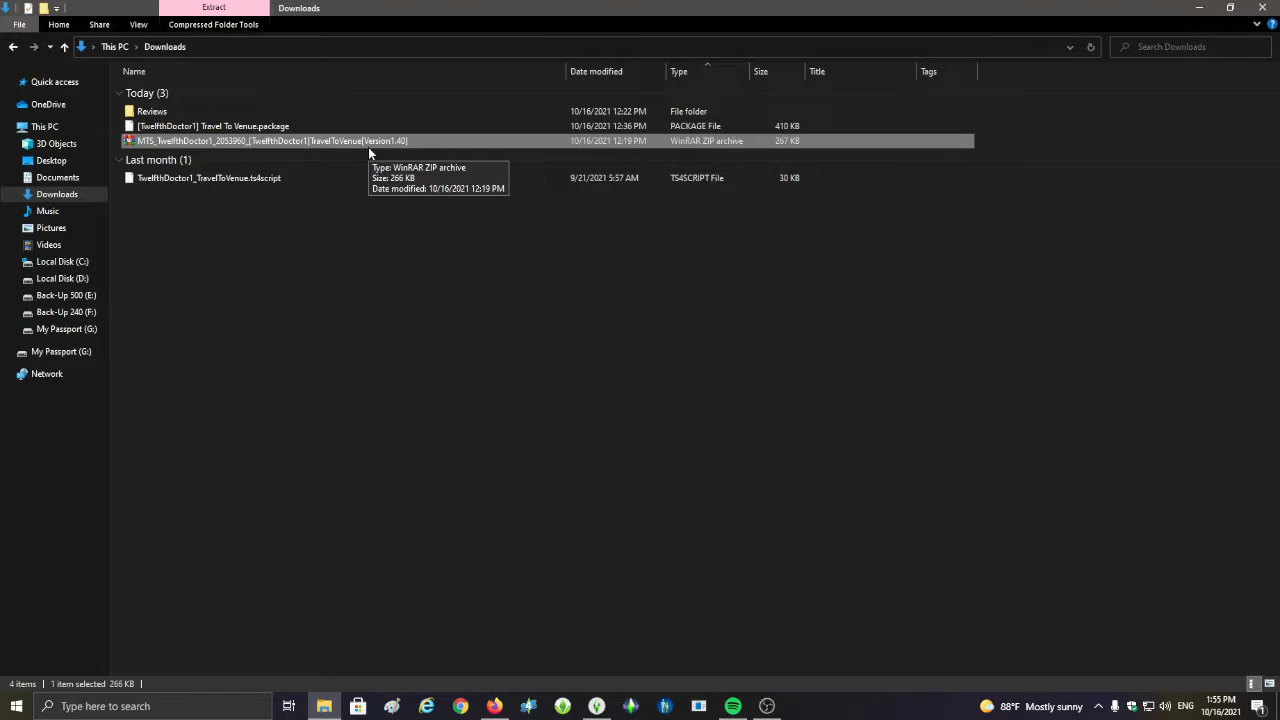 Extract
Downloads
File
Home
Share
View
Compressed Folder Tools
This PC
Downloads
Search Downloads
Name
Date modified
Type
Size
Title
Tags
Quick access
OneDrive
This PC
3D Objects
Desktop
Documents
Downloads
Music
Pictures
Videos
Local Disk (C:)
Local Disk (D:)
Back-Up 500 (E:)
Back-Up 240 (F:)
My Passport (G:)
My Passport (G:)
Network
Today (3)
Reviews 10/16/2021 12:22 PM File folder
[TwelfthDoctor1] Travel To Venue.package 10/16/2021 12:36 PM PACKAGE File 410 KB
MTS_TwelfthDoctor1_2053960_[TwelfthDoctor1]TravelToVenue[Version1.40] 10/16/2021 12:19 PM WinRAR ZIP archive 267 KB
Last month (1)
TwelfthDoctor1_TravelToVenue.ts4script 9/21/2021 5:57 AM TS4SCRIPT File 30 KB
Type: WinRAR ZIP archive
Size: 266 KB
Date modified: 10/16/2021 12:19 PM
4 items
1 item selected 266 KB
Type here to search
88°F Mostly sunny
ENG
1:55 PM
10/16/2021
1